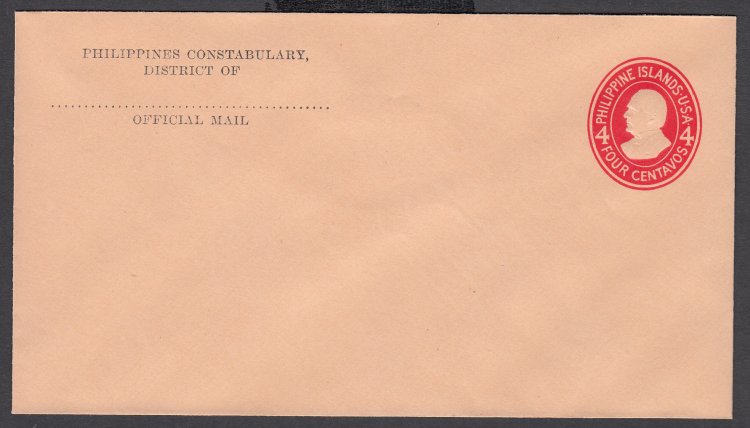 PHILIPPINES CONSTABULARY,
DISTRICT OF
OFFICIAL MAIL
PHILIPPINE ISLANDS·U.S.A.
4 4
FOUR CENTAVOS